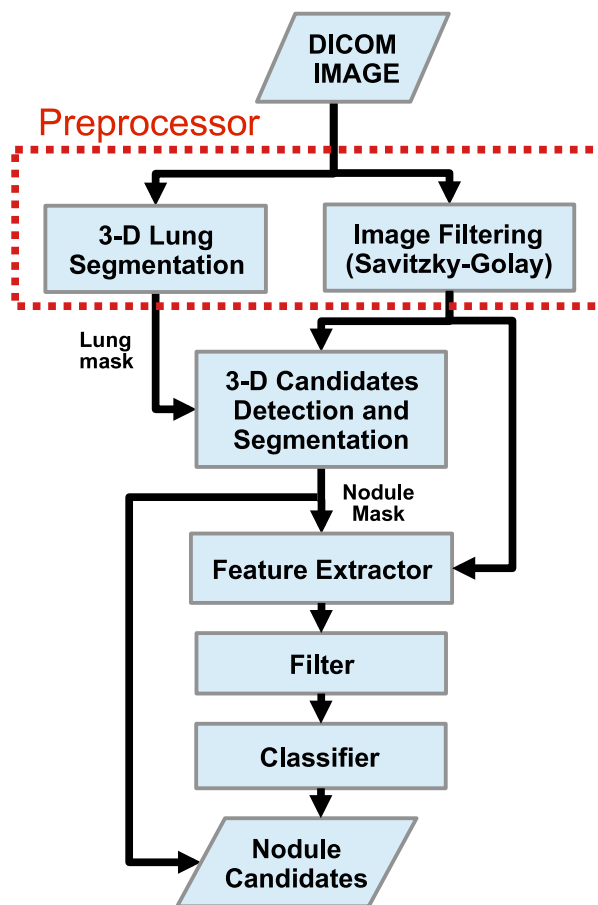 DICOM
IMAGE
Preprocessor
3-D Lung
Segmentation
Image Filtering
(Savitzky-Golay)
Lung
mask
3-D Candidates
Detection and
Segmentation
Nodule
Mask
Feature Extractor
Filter
Classifier
Nodule
Candidates